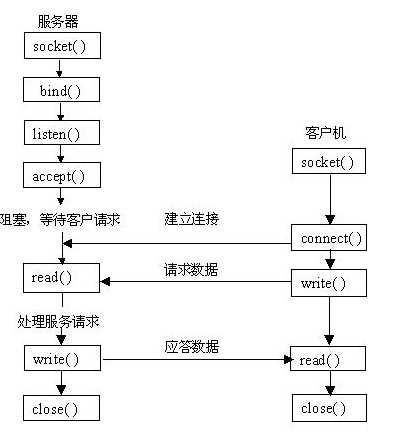 服务器
socket()
bind()
listen()
客户机
socket()
accept()
阻塞，等待客户请求
建立连接
connect()
read()
请求数据
write()
处理服务请求
write()
应答数据
read()
close()
close()